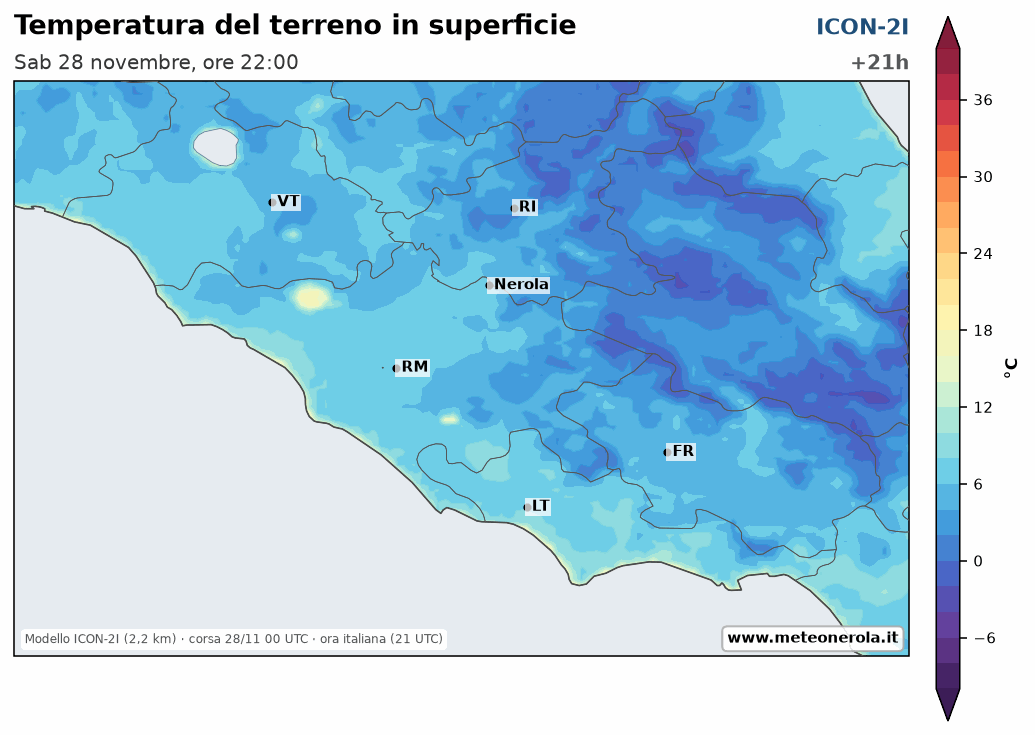 Temperatura del terreno in superficie
ICON-2I
Sab 28 novembre, ore 22:00
+21h
VT
RI
Nerola
RM
FR
LT
36
30
24
18
12
6
0
−6
°C
Modello ICON-2I (2,2 km) · corsa 28/11 00 UTC · ora italiana (21 UTC)
www.meteonerola.it